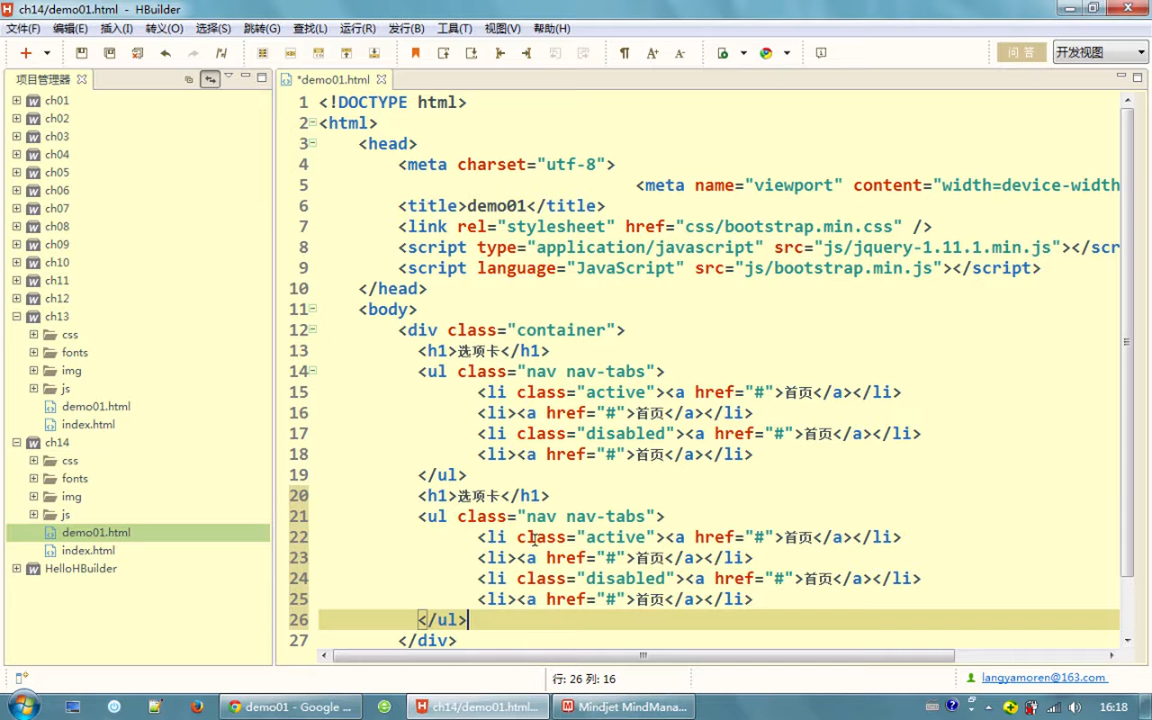 ch14/demo01.html - HBuilder
文件(F) 编辑(E) 插入(I) 转义(O) 选择(S) 跳转(G) 查找(L) 运行(R) 发行(B) 工具(T) 视图(V) 帮助(H)
问 答 开发视图
项目管理器
ch01
ch02
ch03
ch04
ch05
ch06
ch07
ch08
ch09
ch10
ch11
ch12
ch13
css
fonts
img
js
demo01.html
index.html
ch14
css
fonts
img
js
demo01.html
index.html
HelloHBuilder
*demo01.html
1 <!DOCTYPE html>
2 <html>
3 <head>
4 <meta charset="utf-8">
5 <meta name="viewport" content="width=device-width
6 <title>demo01</title>
7 <link rel="stylesheet" href="css/bootstrap.min.css" />
8 <script type="application/javascript" src="js/jquery-1.11.1.min.js"></scr
9 <script language="JavaScript" src="js/bootstrap.min.js"></script>
10 </head>
11 <body>
12 <div class="container">
13 <h1>选项卡</h1>
14 <ul class="nav nav-tabs">
15 <li class="active"><a href="#">首页</a></li>
16 <li><a href="#">首页</a></li>
17 <li class="disabled"><a href="#">首页</a></li>
18 <li><a href="#">首页</a></li>
19 </ul>
20 <h1>选项卡</h1>
21 <ul class="nav nav-tabs">
22 <li class="active"><a href="#">首页</a></li>
23 <li><a href="#">首页</a></li>
24 <li class="disabled"><a href="#">首页</a></li>
25 <li><a href="#">首页</a></li>
26 </ul>
27 </div>
行: 26 列: 16
langyamoren@163.com
demo01 - Google ...
ch14/demo01.html...
Mindjet MindMana...
16:18